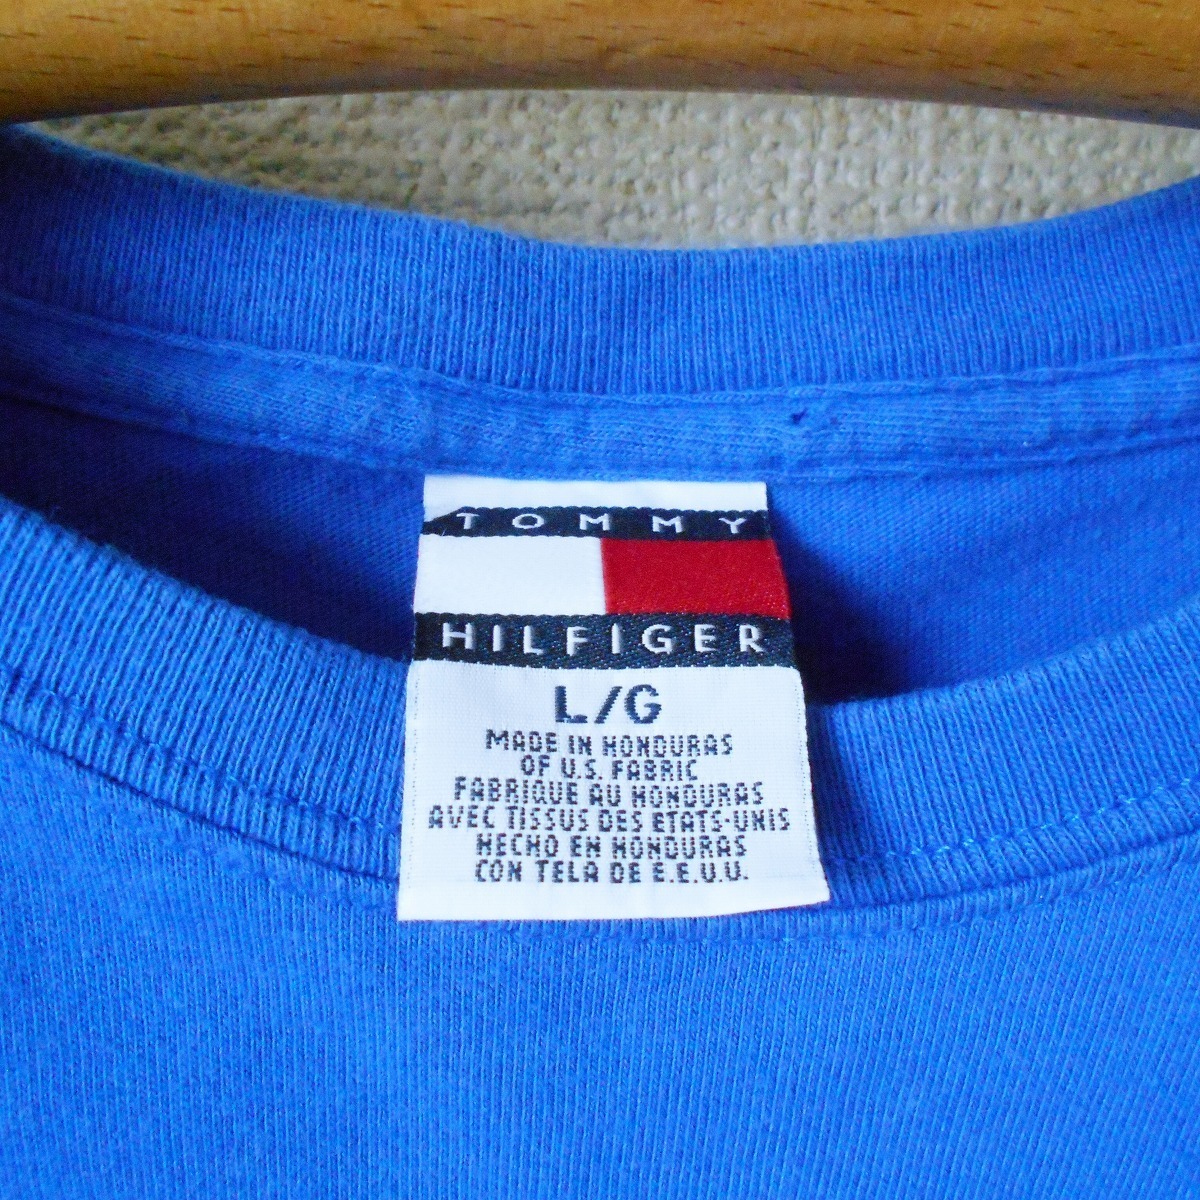 TOMMY
HILFIGER
L/G
MADE IN HONDURAS
OF U.S. FABRIC
FABRIQUE AU HONDURAS
AVEC TISSUS DES ETATS-UNIS
HECHO EN HONDURAS
CON TELA DE E.E.U.U.